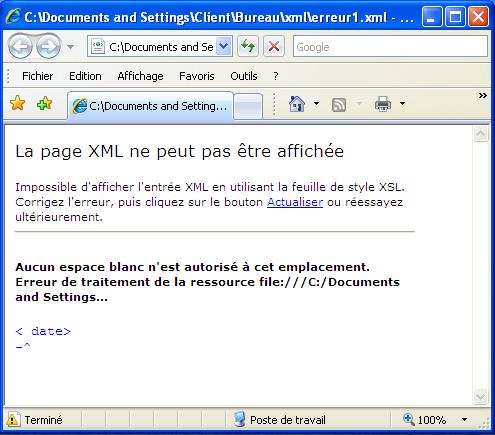 C:\Documents and Settings\Client\Bureau\xml\erreur1.xml - ...
C:\Documents and Se
Google
Fichier Edition Affichage Favoris Outils ?
C:\Documents and Setting...
»
La page XML ne peut pas être affichée
Impossible d'afficher l'entrée XML en utilisant la feuille de style XSL.
Corrigez l'erreur, puis cliquez sur le bouton Actualiser ou réessayez
ultérieurement.
Aucun espace blanc n'est autorisé à cet emplacement.
Erreur de traitement de la ressource file:///C:/Documents
and Settings...
< date>
-^
Terminé Poste de travail 100%